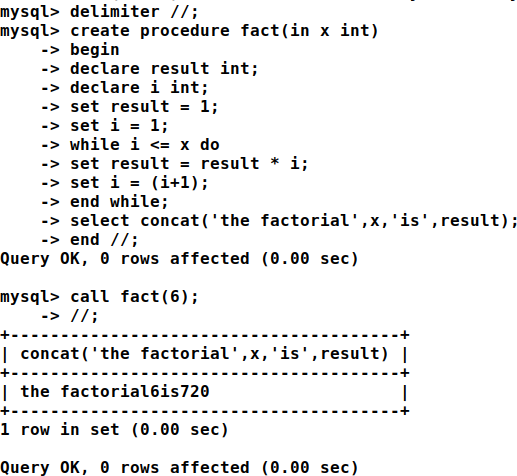 mysql> delimiter //;
mysql> create procedure fact(in x int)
    -> begin
    -> declare result int;
    -> declare i int;
    -> set result = 1;
    -> set i = 1;
    -> while i <= x do
    -> set result = result * i;
    -> set i = (i+1);
    -> end while;
    -> select concat('the factorial',x,'is',result);
    -> end //;
Query OK, 0 rows affected (0.00 sec)

mysql> call fact(6);
    -> //;
+---------------------------------------+
| concat('the factorial',x,'is',result) |
+---------------------------------------+
| the factorial6is720                   |
+---------------------------------------+
1 row in set (0.00 sec)

Query OK, 0 rows affected (0.00 sec)